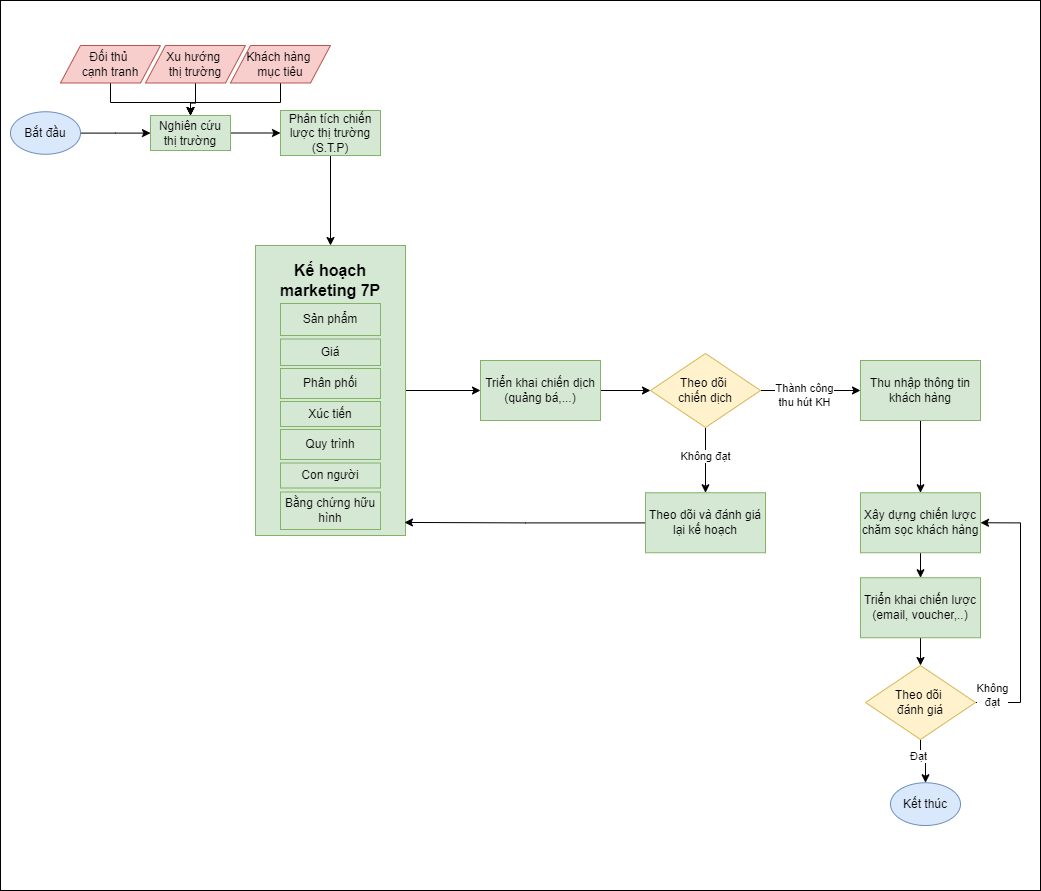 Đối thủ
cạnh tranh
Xu hướng
thị trường
Khách hàng
mục tiêu
Bắt đầu
Nghiên cứu
thị trường
Phân tích chiến
lược thị trường
(S.T.P)
Kế hoạch
marketing 7P
Sản phẩm
Giá
Phân phối
Xúc tiến
Quy trình
Con người
Bằng chứng hữu
hình
Triển khai chiến dịch
(quảng bá,...)
Theo dõi
chiến dịch
Thành công
thu hút KH
Thu nhập thông tin
khách hàng
Không đạt
Theo dõi và đánh giá
lại kế hoạch
Xây dựng chiến lược
chăm sọc khách hàng
Triển khai chiến lược
(email, voucher,..)
Theo dõi
đánh giá
Không
đạt
Đạt
Kết thúc